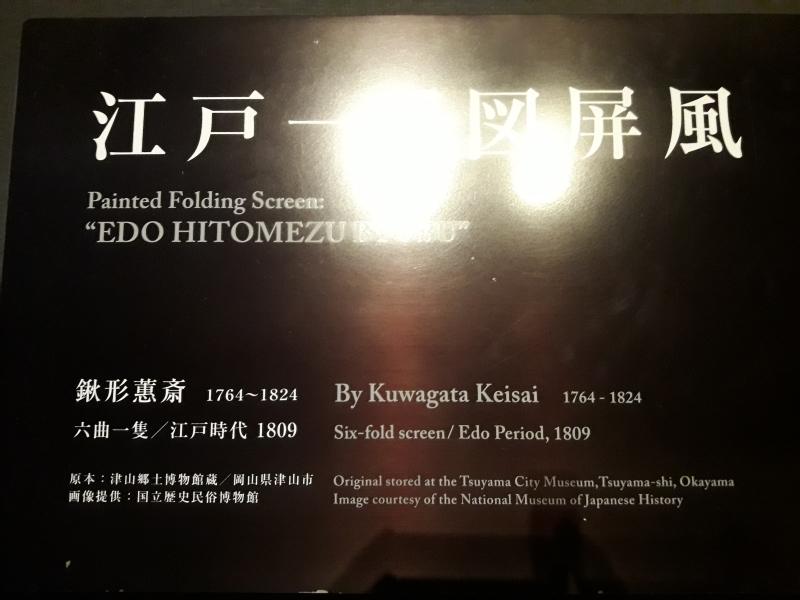 江戸一 図屏風
Painted Folding Screen:
“EDO HITOMEZU
鍬形蕙斎 1764~1824
By Kuwagata Keisai 1764 - 1824
六曲一隻／江戸時代 1809
Six-fold screen/ Edo Period, 1809
原本：津山郷土博物館蔵／岡山県津山市
画像提供：国立歴史民俗博物館
Original stored at the Tsuyama City Museum,Tsuyama-shi, Okayama
Image courtesy of the National Museum of Japanese History